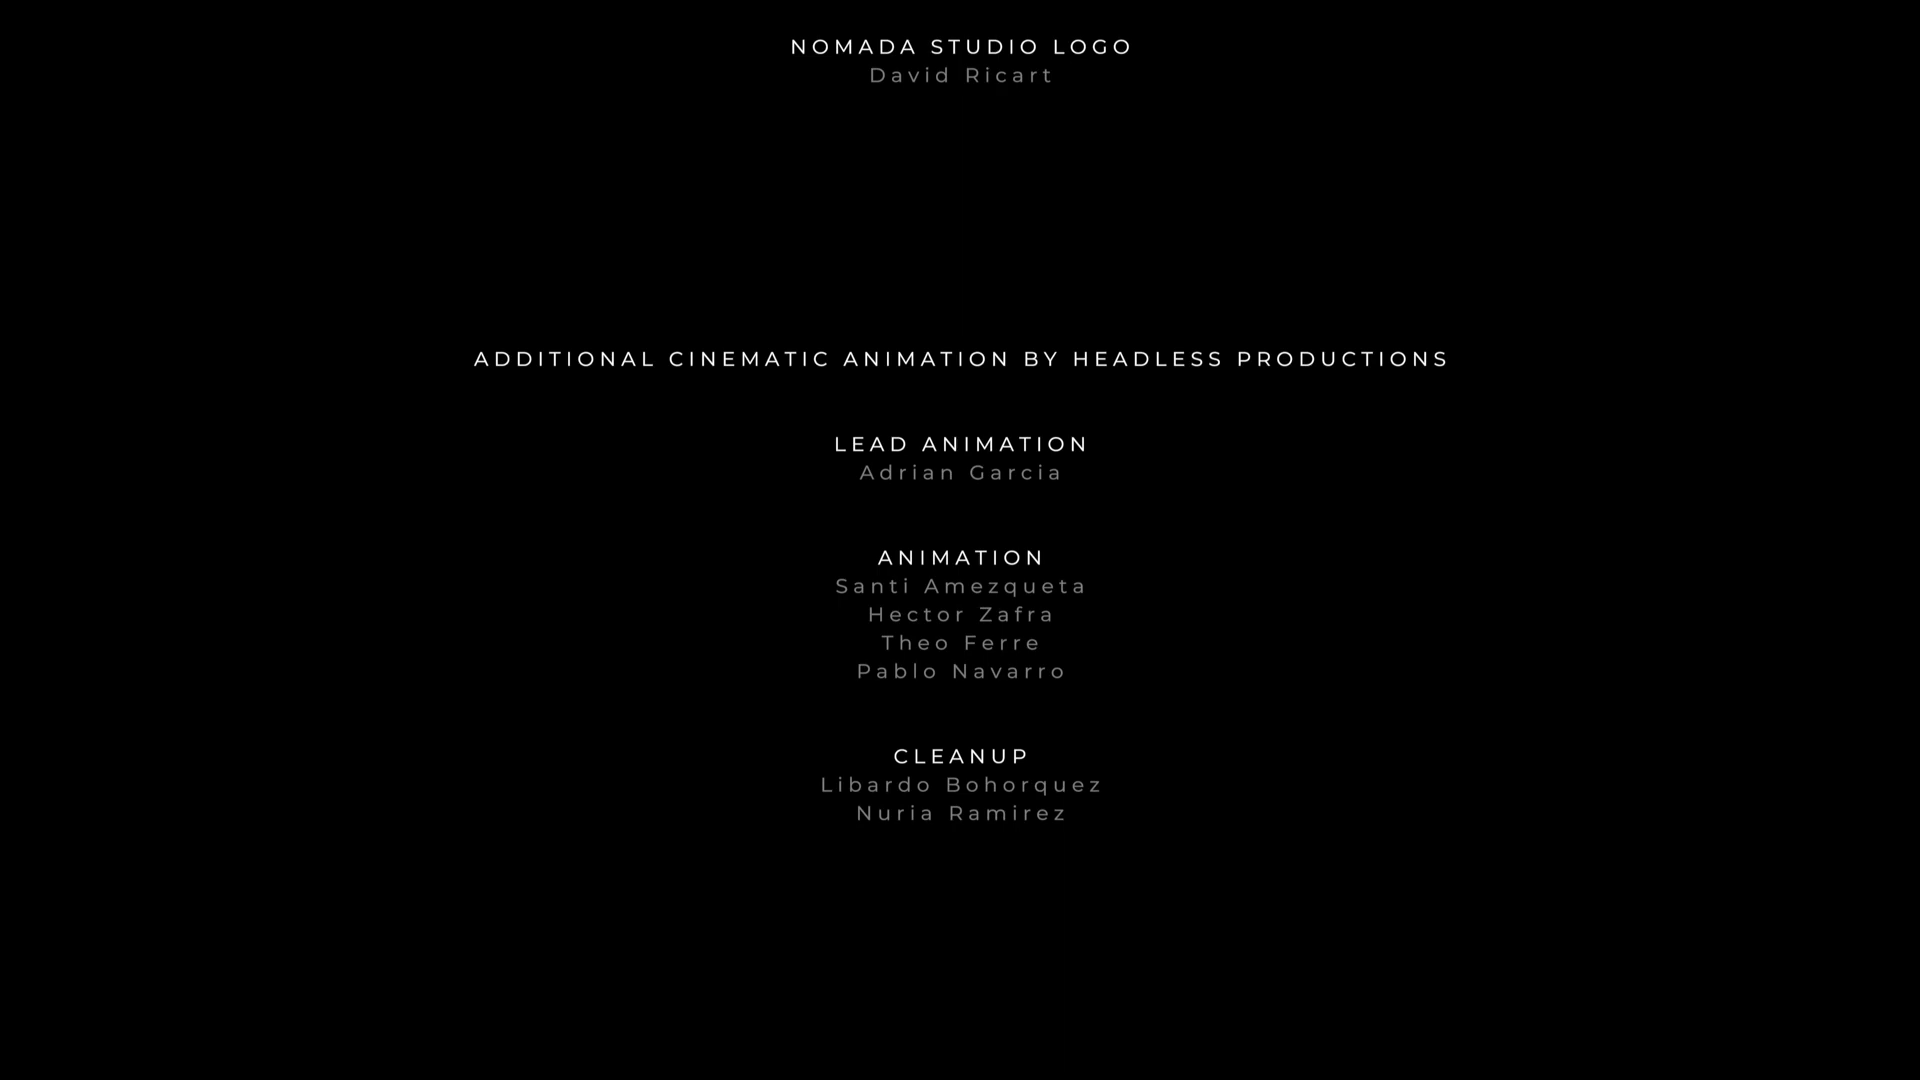 NOMADA STUDIO LOGO
David Ricart
ADDITIONAL CINEMATIC ANIMATION BY HEADLESS PRODUCTIONS
LEAD ANIMATION
Adrian Garcia
ANIMATION
Santi Amezqueta
Hector Zafra
Theo Ferre
Pablo Navarro
CLEANUP
Libardo Bohorquez
Nuria Ramirez